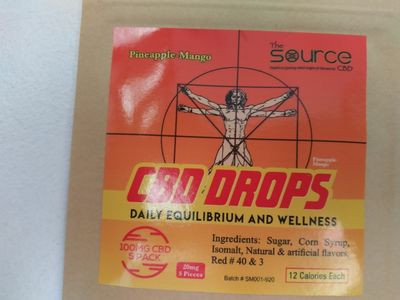 Pineapple-Mango
The
Source
CBD
Pineapple-
Mango
CBD DROPS
DAILY EQUILIBRIUM AND WELLNESS
100MG CBD
5 PACK
20mg
5 Pieces
Ingredients: Sugar, Corn Syrup,
Isomalt, Natural & artificial flavors,
Red # 40 & 3
Batch # SM001-920
12 Calories Each